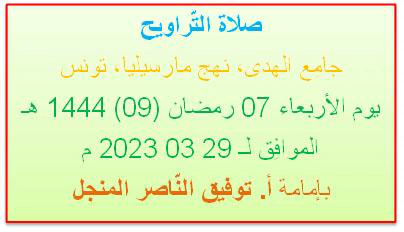 صلاة التّراويح
جامع الهدى، نهج مارسيليا، تونس
يوم الأربعاء 07 رمضان (09) 1444 هـ
الموافق لـ 29 03 2023 م
بإمامة أ. توفيق النّاصر المنجل